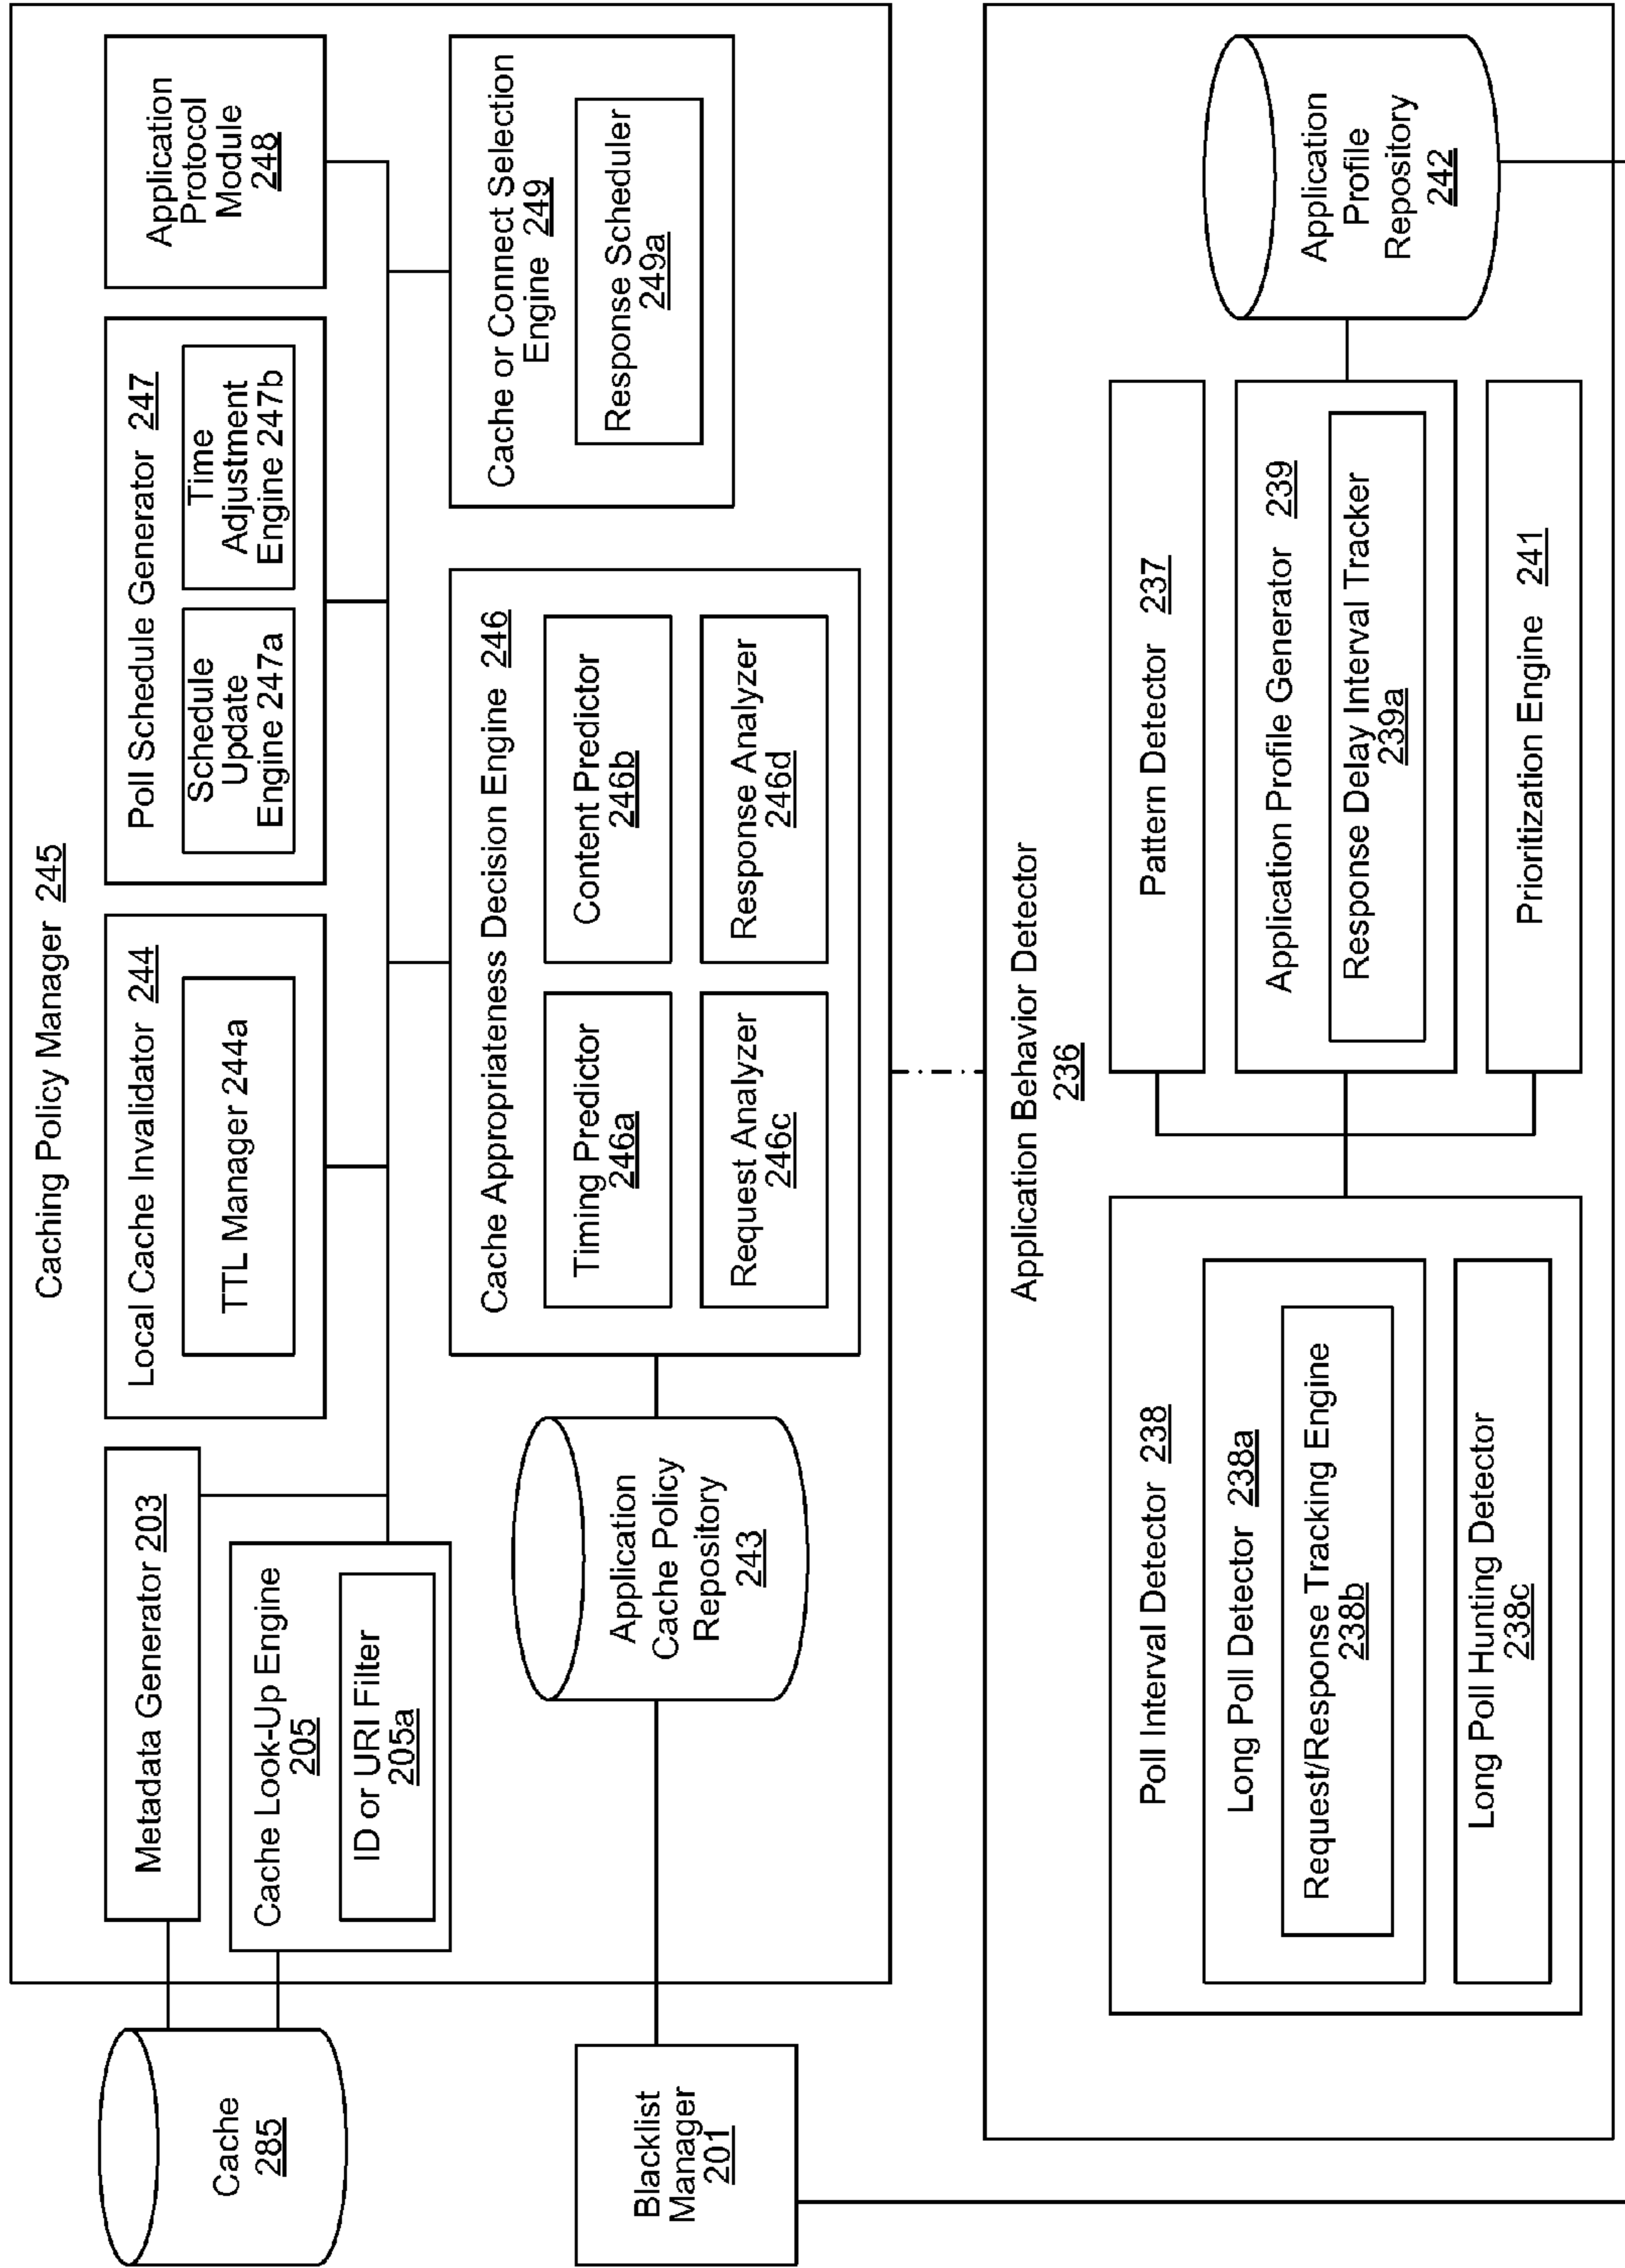 Caching Policy Manager 245
Cache
285
Metadata Generator 203
Cache Look-Up Engine
205
ID or URI Filter
205a
Local Cache Invalidator 244
TTL Manager 244a
Poll Schedule Generator 247
Schedule
Update
Engine 247a
Time
Adjustment
Engine 247b
Application
Protocol
Module
248
Blacklist
Manager
201
Application
Cache Policy
Repository
243
Cache Appropriateness Decision Engine 246
Timing Predictor
246a
Content Predictor
246b
Request Analyzer
246c
Response Analyzer
246d
Cache or Connect Selection
Engine 249
Response Scheduler
249a
Application Behavior Detector
236
Poll Interval Detector 238
Long Poll Detector 238a
Request/Response Tracking Engine
238b
Long Poll Hunting Detector
238c
Pattern Detector 237
Application Profile Generator 239
Response Delay Interval Tracker
239a
Prioritization Engine 241
Application
Profile
Repository
242